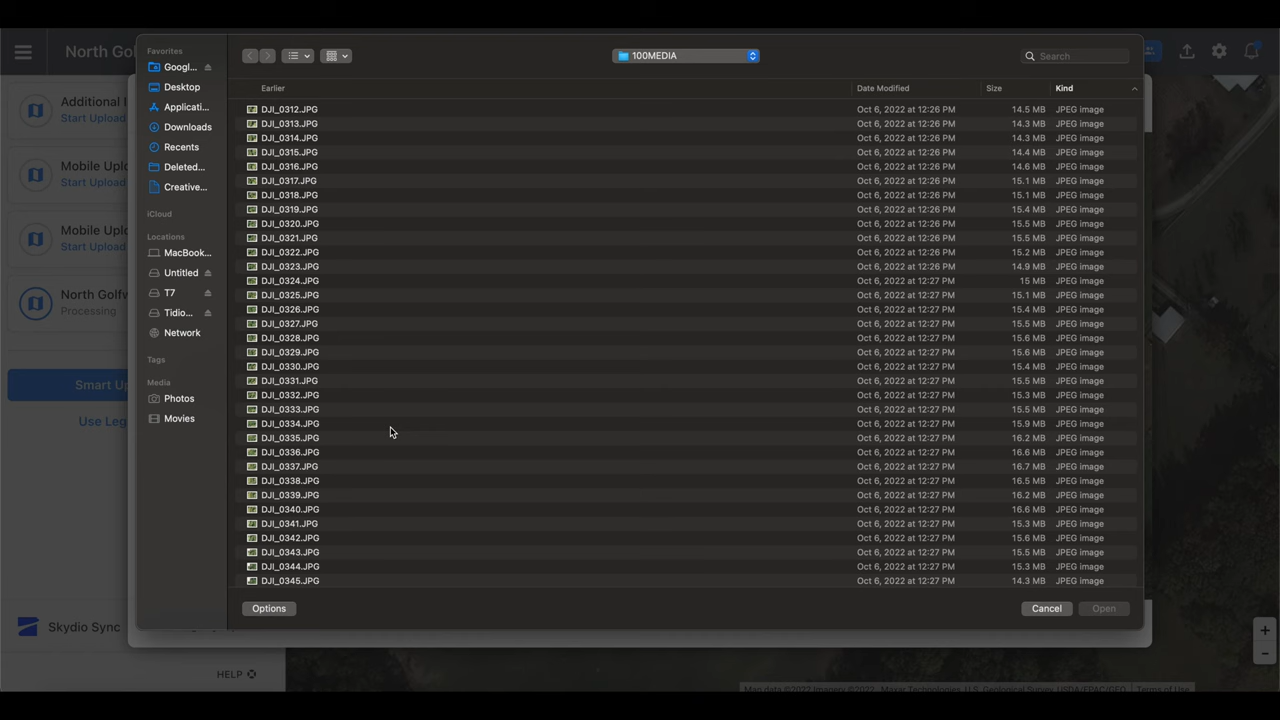 North Gol
Additional I
Start Upload
Mobile Uplo
Start Upload
Mobile Uplo
Start Upload
North Golfw
Processing
Smart Up
Use Leg
Skydio Sync
HELP
Favorites
Googl...
Desktop
Applicati...
Downloads
Recents
Deleted...
Creative...
iCloud
Locations
MacBook...
Untitled
T7
Tidio...
Network
Tags
Media
Photos
Movies
100MEDIA
Search
Earlier Date Modified Size Kind
DJI_0312.JPG Oct 6, 2022 at 12:26 PM 14.5 MB JPEG image
DJI_0313.JPG Oct 6, 2022 at 12:26 PM 14.3 MB JPEG image
DJI_0314.JPG Oct 6, 2022 at 12:26 PM 14.3 MB JPEG image
DJI_0315.JPG Oct 6, 2022 at 12:26 PM 14.4 MB JPEG image
DJI_0316.JPG Oct 6, 2022 at 12:26 PM 14.6 MB JPEG image
DJI_0317.JPG Oct 6, 2022 at 12:26 PM 15.1 MB JPEG image
DJI_0318.JPG Oct 6, 2022 at 12:26 PM 15.1 MB JPEG image
DJI_0319.JPG Oct 6, 2022 at 12:26 PM 15.4 MB JPEG image
DJI_0320.JPG Oct 6, 2022 at 12:26 PM 15.4 MB JPEG image
DJI_0321.JPG Oct 6, 2022 at 12:26 PM 15.5 MB JPEG image
DJI_0322.JPG Oct 6, 2022 at 12:26 PM 15.2 MB JPEG image
DJI_0323.JPG Oct 6, 2022 at 12:26 PM 14.9 MB JPEG image
DJI_0324.JPG Oct 6, 2022 at 12:27 PM 15 MB JPEG image
DJI_0325.JPG Oct 6, 2022 at 12:27 PM 15.1 MB JPEG image
DJI_0326.JPG Oct 6, 2022 at 12:27 PM 15.4 MB JPEG image
DJI_0327.JPG Oct 6, 2022 at 12:27 PM 15.5 MB JPEG image
DJI_0328.JPG Oct 6, 2022 at 12:27 PM 15.6 MB JPEG image
DJI_0329.JPG Oct 6, 2022 at 12:27 PM 15.6 MB JPEG image
DJI_0330.JPG Oct 6, 2022 at 12:27 PM 15.4 MB JPEG image
DJI_0331.JPG Oct 6, 2022 at 12:27 PM 15.5 MB JPEG image
DJI_0332.JPG Oct 6, 2022 at 12:27 PM 15.3 MB JPEG image
DJI_0333.JPG Oct 6, 2022 at 12:27 PM 15.5 MB JPEG image
DJI_0334.JPG Oct 6, 2022 at 12:27 PM 15.9 MB JPEG image
DJI_0335.JPG Oct 6, 2022 at 12:27 PM 16.2 MB JPEG image
DJI_0336.JPG Oct 6, 2022 at 12:27 PM 16.6 MB JPEG image
DJI_0337.JPG Oct 6, 2022 at 12:27 PM 16.7 MB JPEG image
DJI_0338.JPG Oct 6, 2022 at 12:27 PM 16.5 MB JPEG image
DJI_0339.JPG Oct 6, 2022 at 12:27 PM 16.2 MB JPEG image
DJI_0340.JPG Oct 6, 2022 at 12:27 PM 16.6 MB JPEG image
DJI_0341.JPG Oct 6, 2022 at 12:27 PM 15.3 MB JPEG image
DJI_0342.JPG Oct 6, 2022 at 12:27 PM 15.6 MB JPEG image
DJI_0343.JPG Oct 6, 2022 at 12:27 PM 15.5 MB JPEG image
DJI_0344.JPG Oct 6, 2022 at 12:27 PM 15.3 MB JPEG image
DJI_0345.JPG Oct 6, 2022 at 12:27 PM 14.3 MB JPEG image
Options Cancel Open
Map data ©2022 Imagery ©2022 , Maxar Technologies, U.S. Geological Survey, USDA/FPAC/GEO Terms of Use